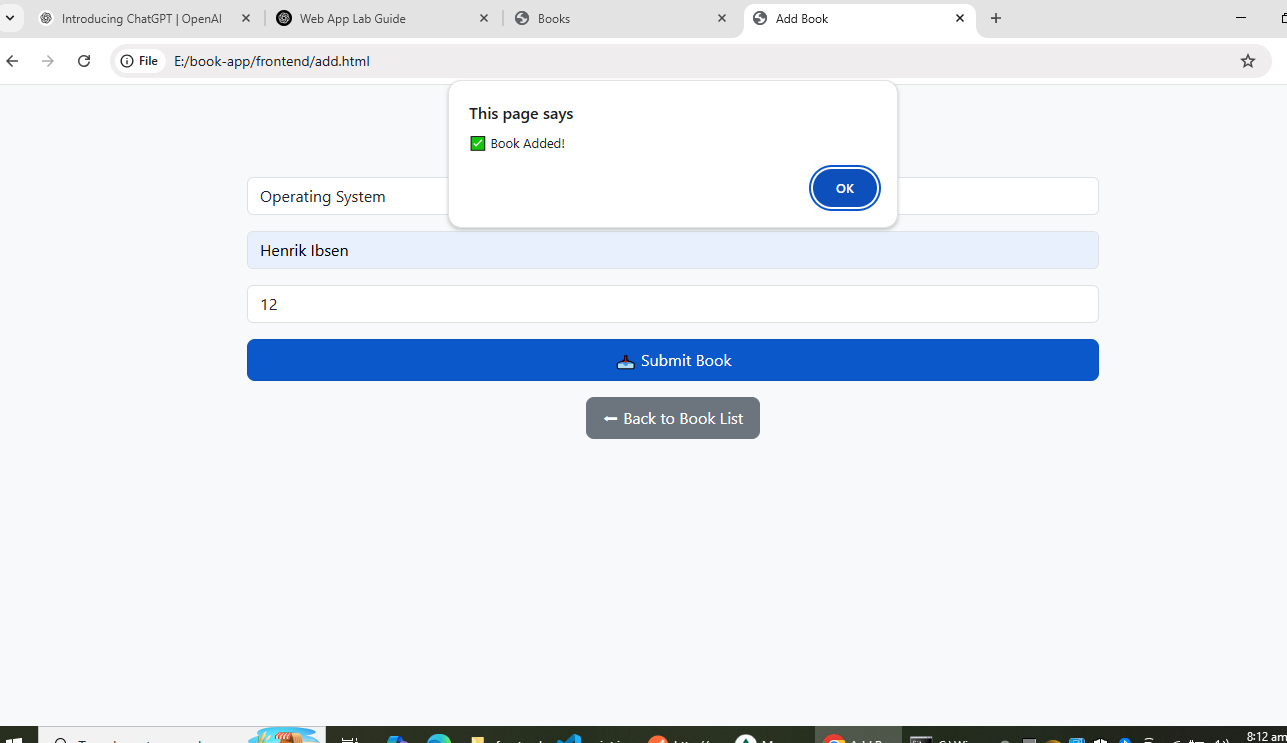 Introducing ChatGPT | OpenAI
Web App Lab Guide
Books
Add Book
File
E:/book-app/frontend/add.html
This page says
✅ Book Added!
OK
Operating System
Henrik Ibsen
12
📥 Submit Book
⬅ Back to Book List
8:12 am